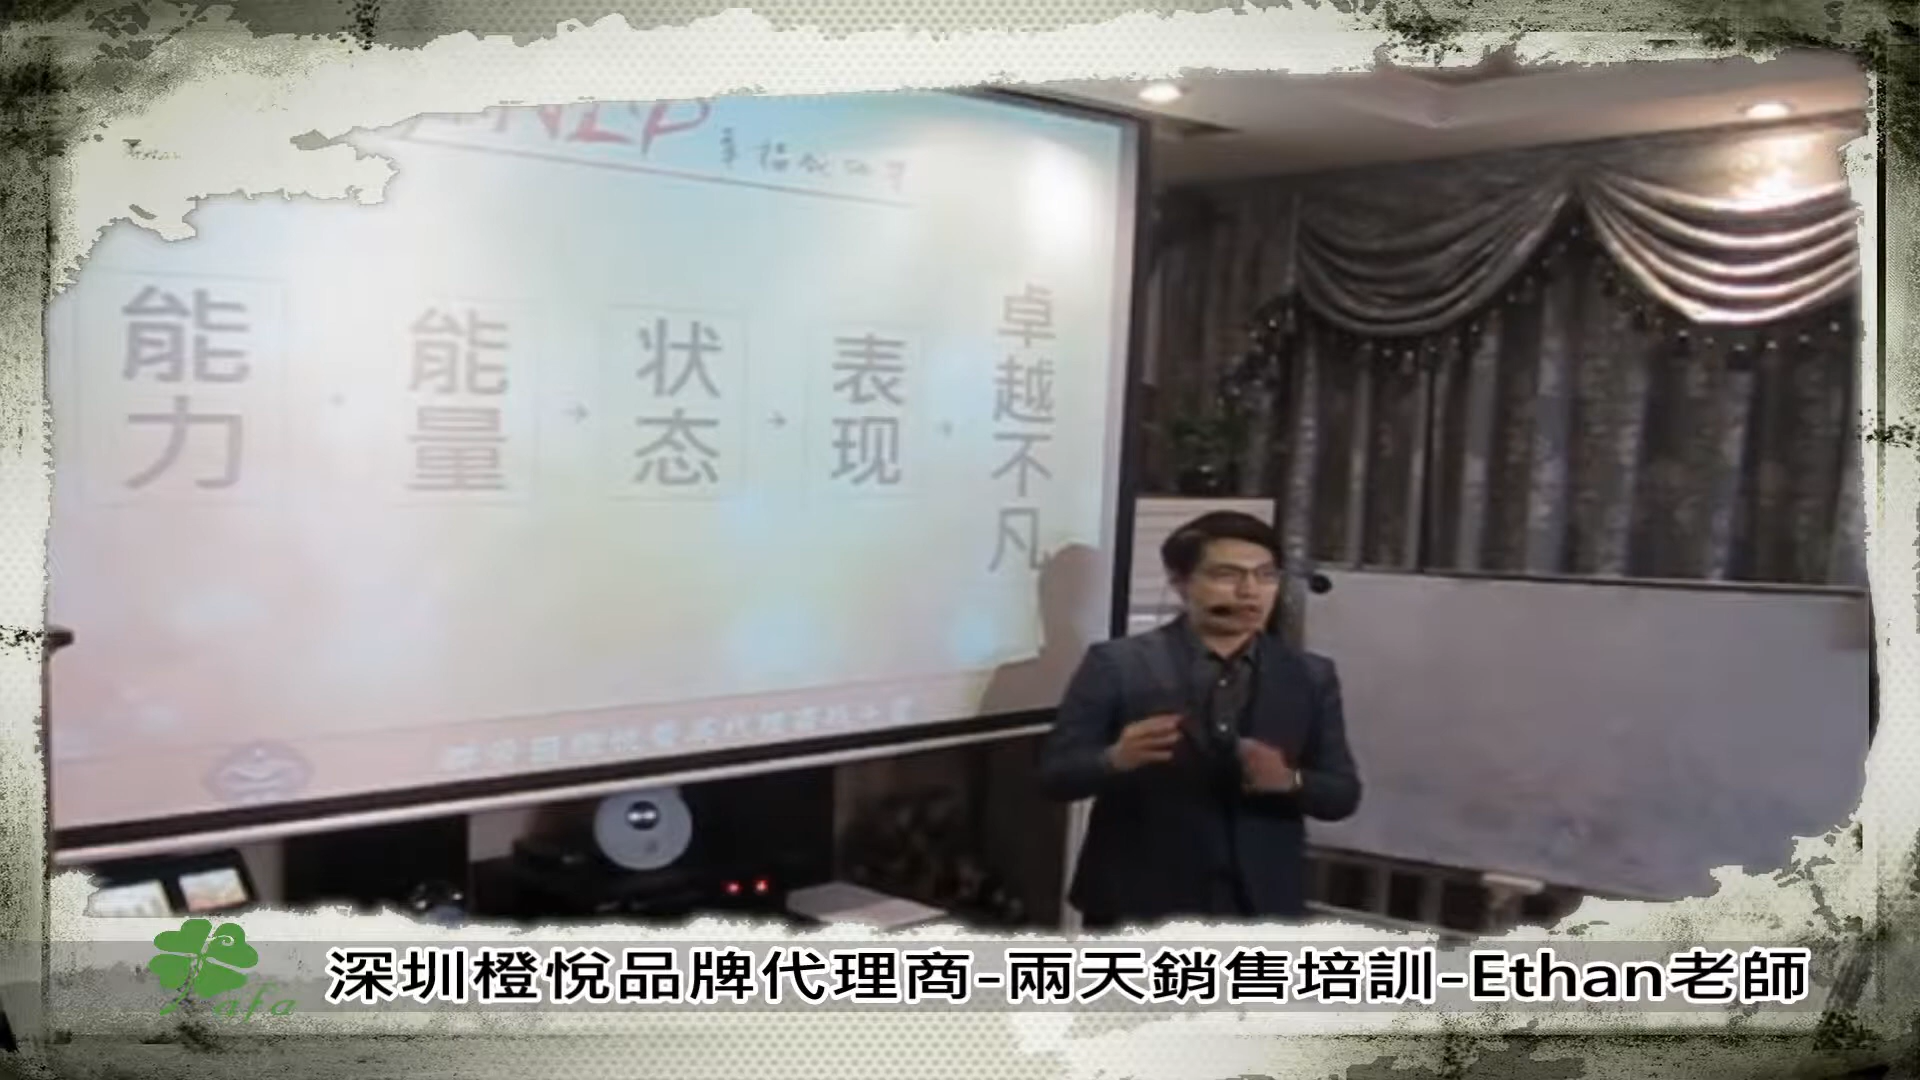 NLP
能力 能量 → 状态 → 表现 → 卓越不凡
深圳橙悅品牌代理商-兩天銷售培訓-Ethan老師